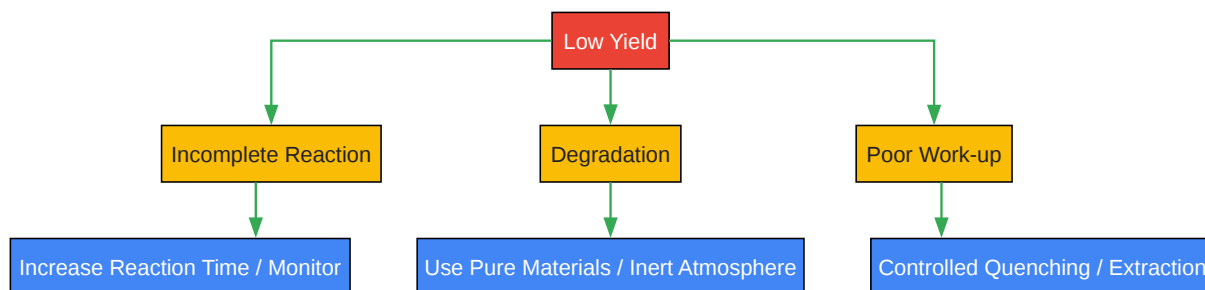 Low Yield
Incomplete Reaction
Degradation
Poor Work-up
Increase Reaction Time / Monitor
Use Pure Materials / Inert Atmosphere
Controlled Quenching / Extraction